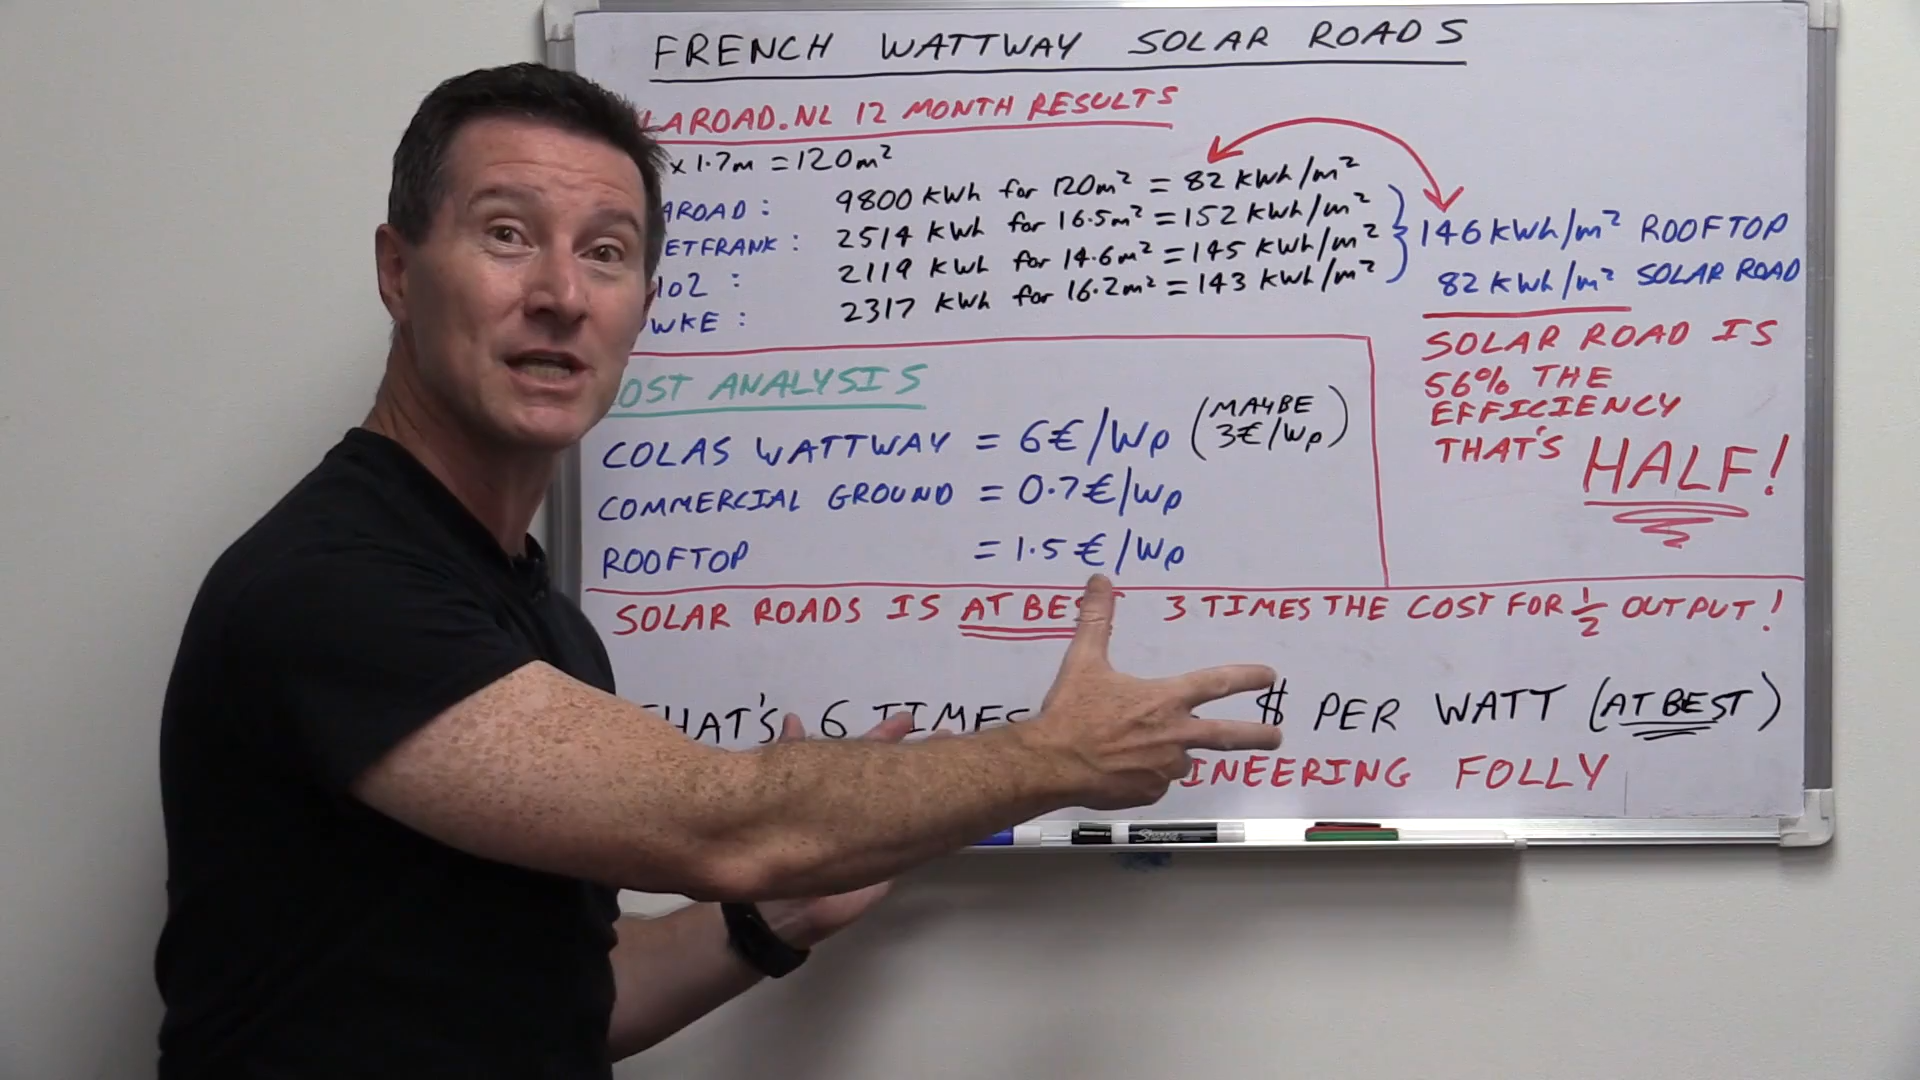 FRENCH WATTWAY SOLAR ROADS
LAROAD.NL 12 MONTH RESULTS
x 1.7m = 120m²
AROAD : 9800 kWh for 120m² = 82 kWh/m²
ETFRANK : 2514 kWh for 16.5m² = 152 kWh/m²
102 : 2119 kWh for 14.6m² = 145 kWh/m²
WKE : 2317 kWh for 16.2m² = 143 kWh/m²
146 kWh/m² ROOFTOP
82 kWh/m² SOLAR ROAD
SOLAR ROAD IS
56% THE
EFFICIENCY
THAT'S HALF!
OST ANALYSIS
COLAS WATTWAY = 6€/Wp (MAYBE 3€/Wp)
COMMERCIAL GROUND = 0.7€/Wp
ROOFTOP = 1.5€/Wp
SOLAR ROADS IS AT BEST 3 TIMES THE COST FOR 1/2 OUTPUT!
THAT'S 6 TIMES $ PER WATT (AT BEST)
INEERING FOLLY